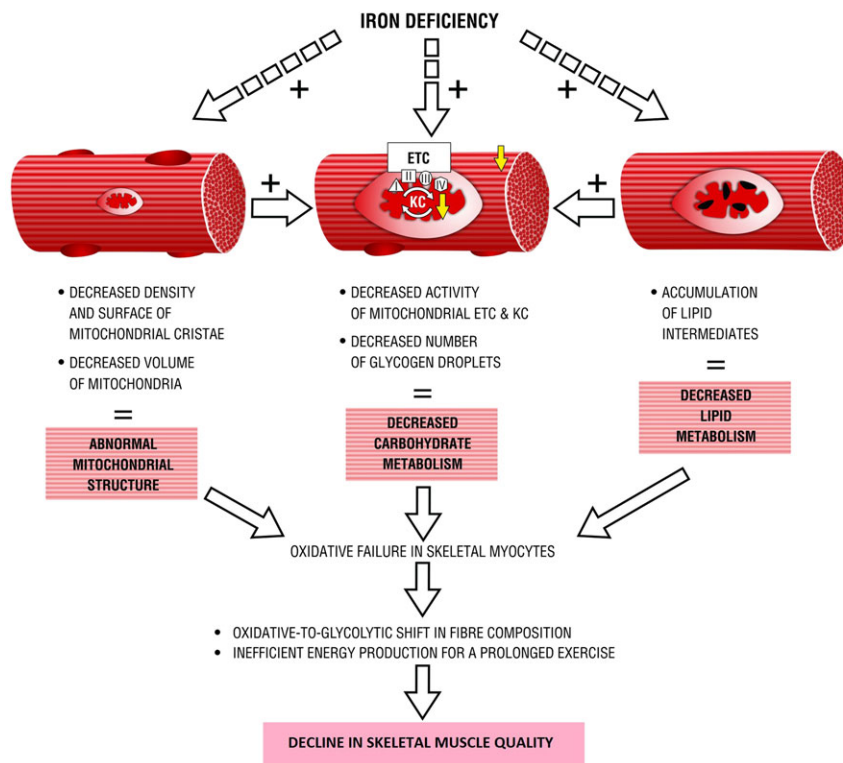 IRON DEFICIENCY
+
+
+
ETC
I
II
III
IV
KC
+
+
• DECREASED DENSITY
AND SURFACE OF
MITOCHONDRIAL CRISTAE
• DECREASED VOLUME
OF MITOCHONDRIA
=
ABNORMAL
MITOCHONDRIAL
STRUCTURE
• DECREASED ACTIVITY
OF MITOCHONDRIAL ETC & KC
• DECREASED NUMBER
OF GLYCOGEN DROPLETS
=
DECREASED
CARBOHYDRATE
METABOLISM
• ACCUMULATION
OF LIPID
INTERMEDIATES
=
DECREASED
LIPID
METABOLISM
OXIDATIVE FAILURE IN SKELETAL MYOCYTES
• OXIDATIVE-TO-GLYCOLYTIC SHIFT IN FIBRE COMPOSITION
• INEFFICIENT ENERGY PRODUCTION FOR A PROLONGED EXERCISE
DECLINE IN SKELETAL MUSCLE QUALITY